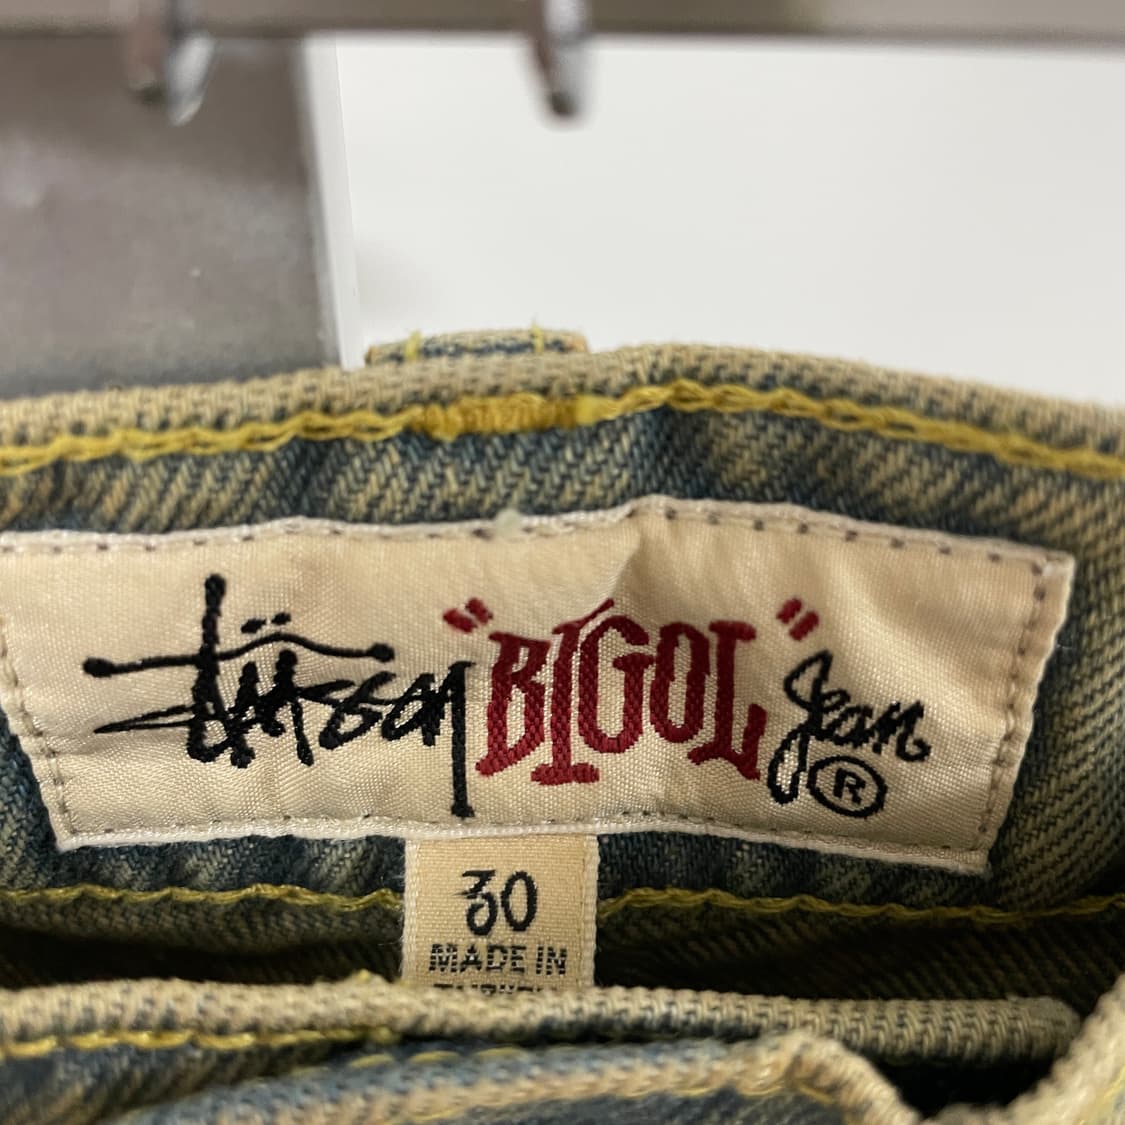 Stüssy "BIGOL" Jean ®
30
MADE IN